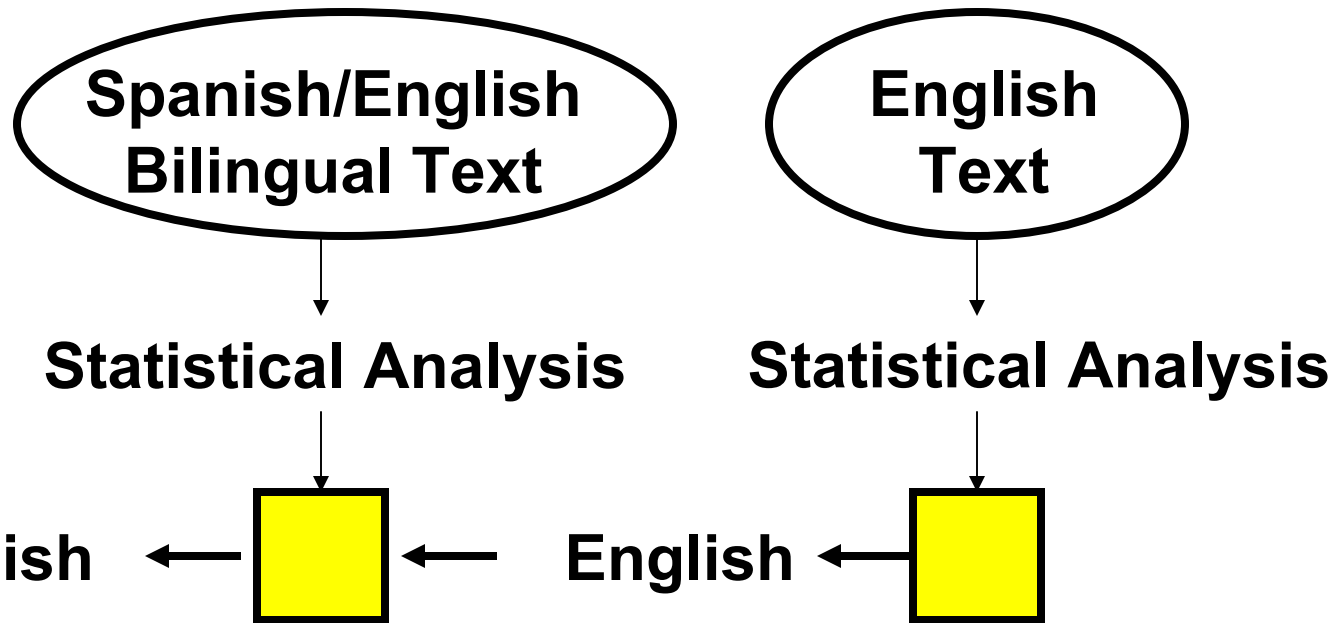 Spanish/English
Bilingual Text
English
Text
Statistical Analysis
Statistical Analysis
ish
English